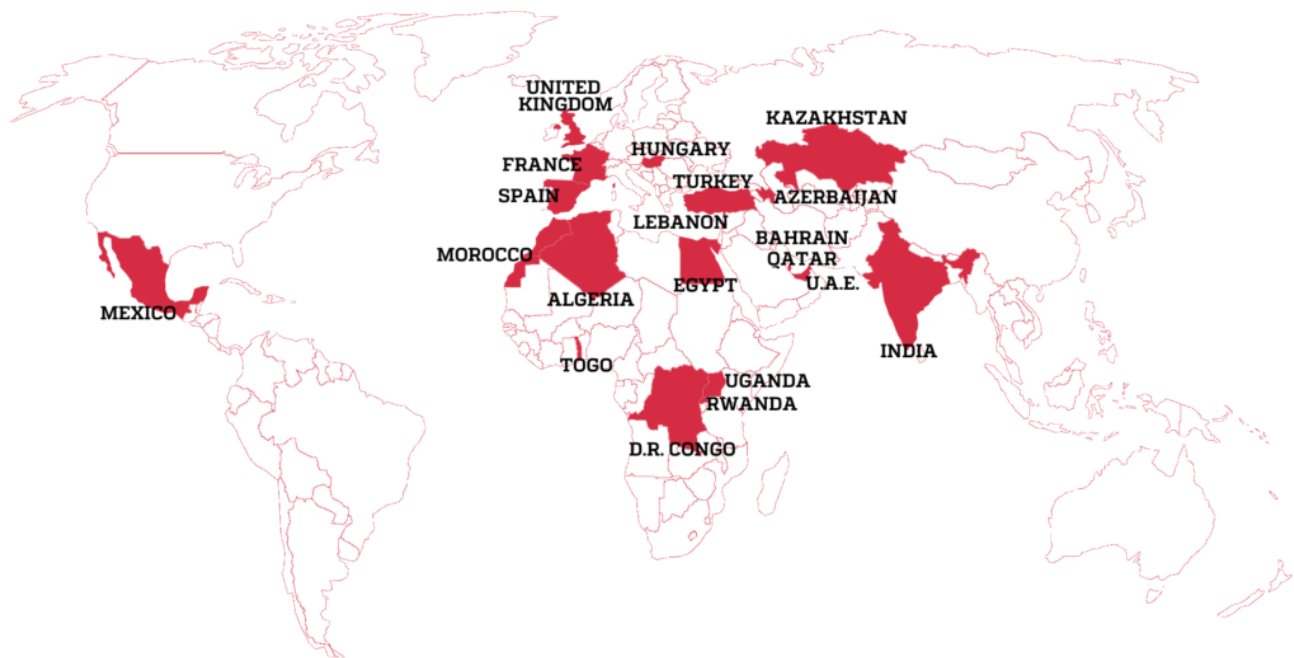 UNITED
KINGDOM
KAZAKHSTAN
HUNGARY
FRANCE
TURKEY
SPAIN
AZERBAIJAN
LEBANON
BAHRAIN
MOROCCO
QATAR
EGYPT
U.A.E.
ALGERIA
MEXICO
INDIA
TOGO
UGANDA
RWANDA
D.R. CONGO